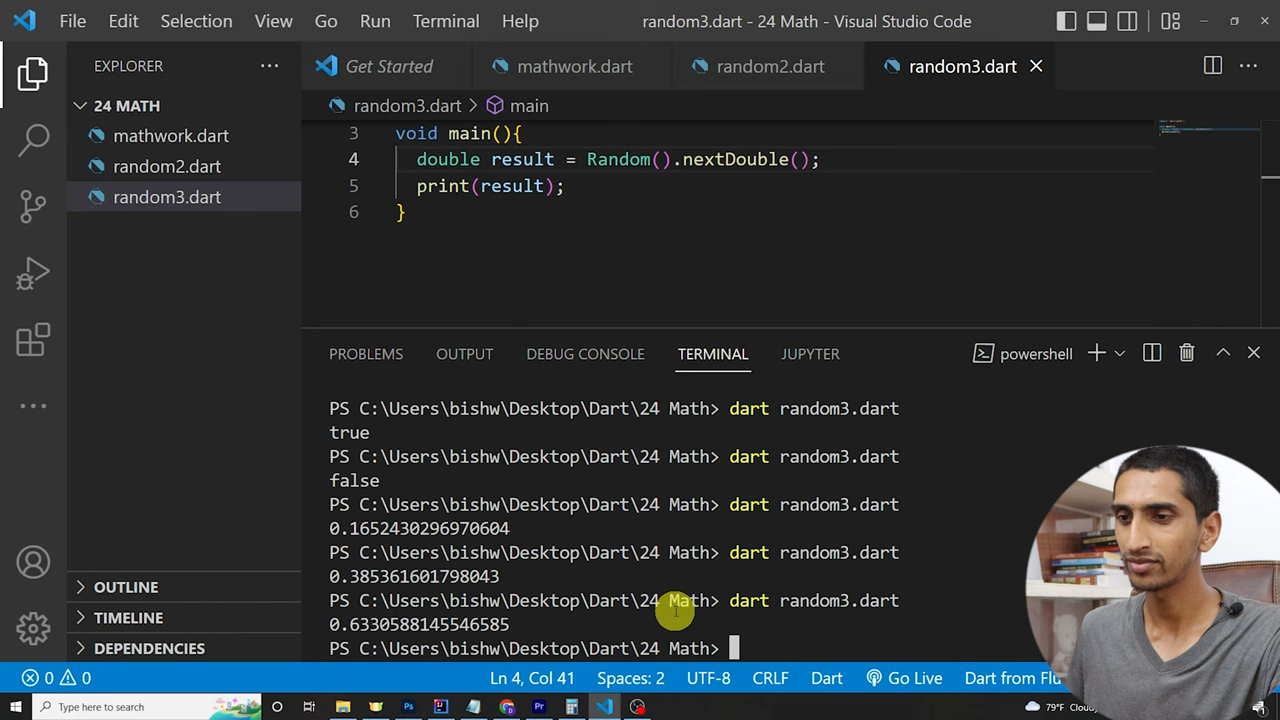 File Edit Selection View Go Run Terminal Help random3.dart - 24 Math - Visual Studio Code
EXPLORER
24 MATH
mathwork.dart
random2.dart
random3.dart
OUTLINE
TIMELINE
DEPENDENCIES
Get Started mathwork.dart random2.dart random3.dart
random3.dart > main
3 void main(){
4 double result = Random().nextDouble();
5 print(result);
6 }
PROBLEMS OUTPUT DEBUG CONSOLE TERMINAL JUPYTER powershell
PS C:\Users\bishw\Desktop\Dart\24 Math> dart random3.dart
true
PS C:\Users\bishw\Desktop\Dart\24 Math> dart random3.dart
false
PS C:\Users\bishw\Desktop\Dart\24 Math> dart random3.dart
0.1652430296970604
PS C:\Users\bishw\Desktop\Dart\24 Math> dart random3.dart
0.385361601798043
PS C:\Users\bishw\Desktop\Dart\24 Math> dart random3.dart
0.6330588145546585
PS C:\Users\bishw\Desktop\Dart\24 Math>
0 0 Ln 4, Col 41 Spaces: 2 UTF-8 CRLF Dart Go Live Dart from Flu
Type here to search 79°F Cloudy